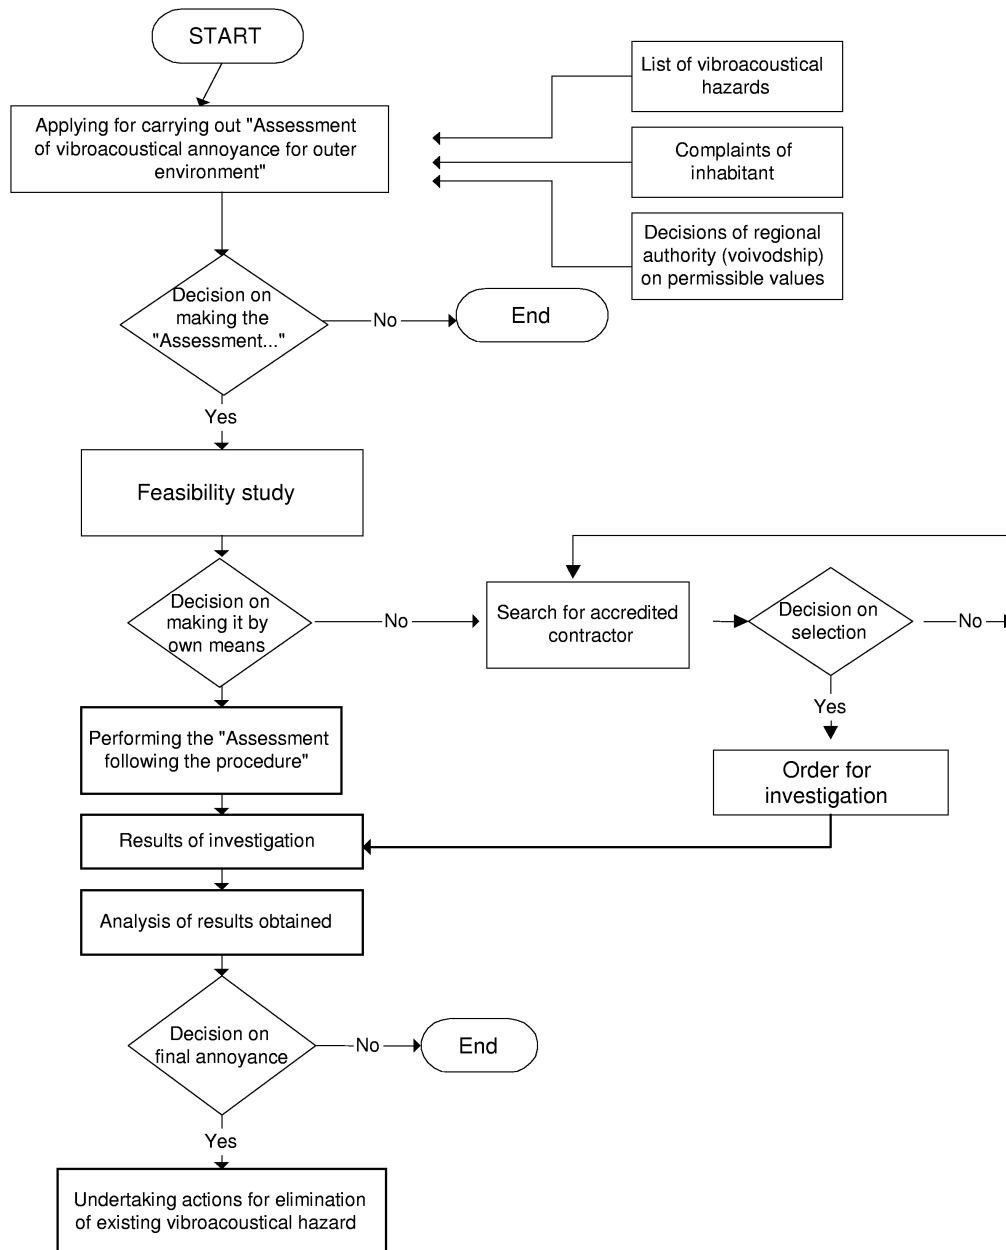 START
List of vibroacoustical
hazards
Applying for carrying out "Assessment
of vibroacoustical annoyance for outer
environment"
Complaints of
inhabitant
Decisions of regional
authority (voivodship)
on permissible values
Decision on
making the
"Assessment..."
No
End
Yes
Feasibility study
Decision on
making it by
own means
No
Search for accredited
contractor
Decision on
selection
No
Yes
Performing the "Assessment
following the procedure"
Order for
investigation
Results of investigation
Analysis of results obtained
Decision on
final annoyance
No
End
Yes
Undertaking actions for elimination
of existing vibroacoustical hazard